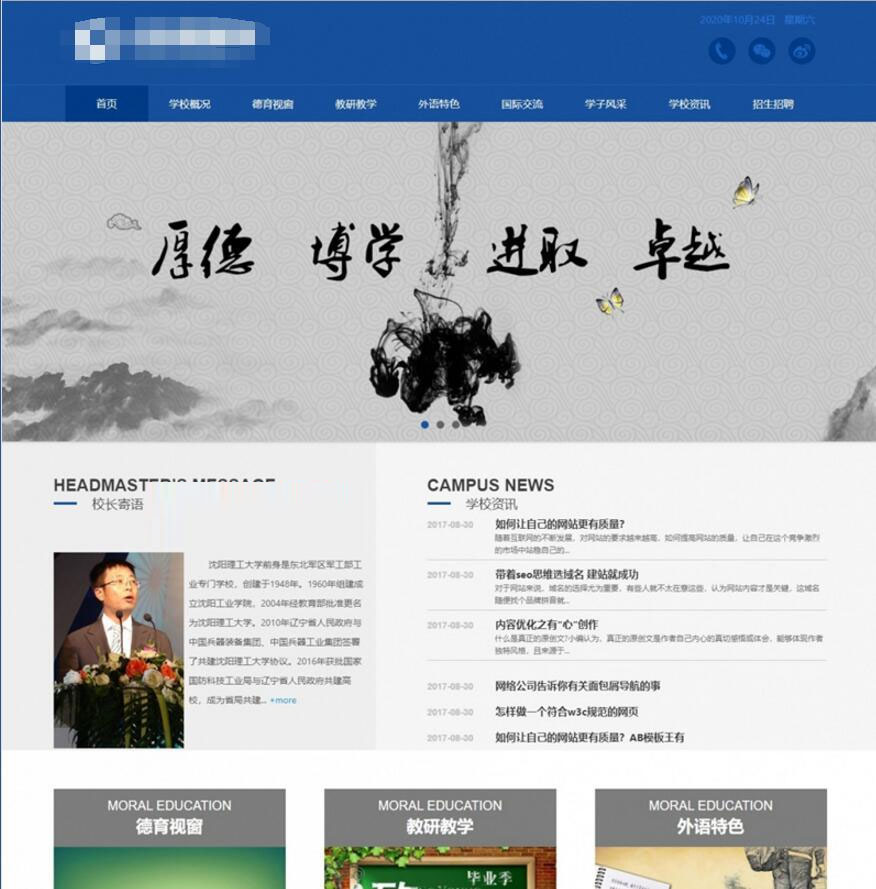 2020年10月24日 星期六
首页 学校概况 德育视窗 教研教学 外语特色 国际交流 学子风采 学校资讯 招生招聘
厚德 博学 进取 卓越
HEADMASTER'S MESSAGE
校长寄语
沈阳理工大学前身是东北军区军工部工
业专门学校，创建于1948年。1960年组建成
立沈阳工业学院，2004年经教育部批准更名
为沈阳理工大学。2010年辽宁省人民政府与
中国兵器装备集团、中国兵器工业集团签署
了共建沈阳理工大学协议。2016年获批国家
国防科技工业局与辽宁省人民政府共建高
校，成为省局共建... +more
CAMPUS NEWS
学校资讯
2017-08-30 如何让自己的网站更有质量?
随着互联网的不断发展，对网站的要求越来越高，如何提高网站的质量，让自己在这个竞争激烈
的市场中站稳自己的...
2017-08-30 带着seo思维选域名 建站就成功
对于网站来说，域名的选择尤为重要，有些人就不太在意这些，认为网站内容才是关键，这域名
随便找个品牌拼音就...
2017-08-30 内容优化之有"心"创作
什么是真正的原创文?小编认为，真正的原创文是作者自己内心的真切感悟或体会，能够体现作者
独特风格，且来源于...
2017-08-30 网络公司告诉你有关面包屑导航的事
2017-08-30 怎样做一个符合w3c规范的网页
2017-08-30 如何让自己的网站更有质量？AB模板王有
MORAL EDUCATION
德育视窗
MORAL EDUCATION
教研教学
毕业季
MORAL EDUCATION
外语特色